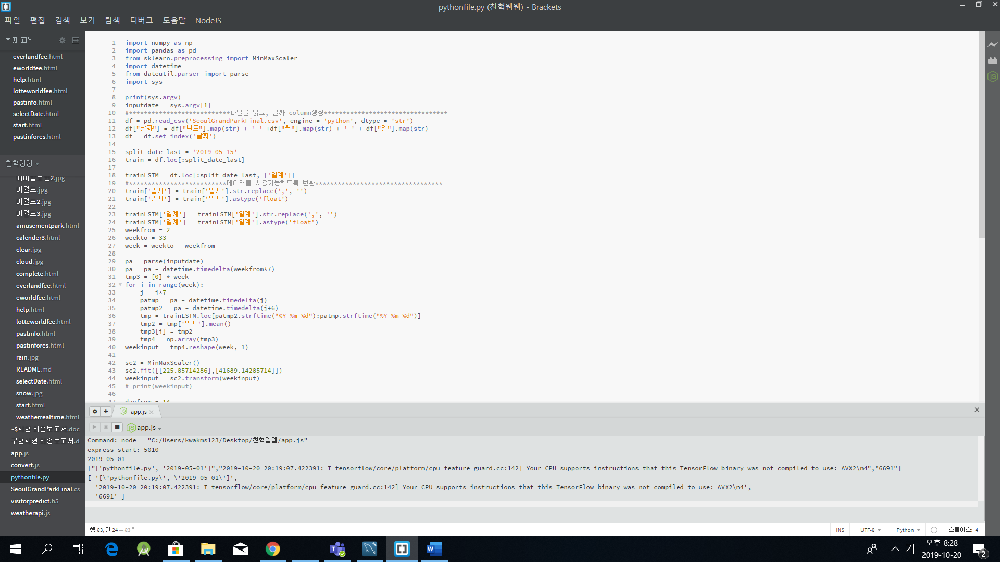 pythonfile.py (찬혁웹웹) - Brackets
파일 편집 검색 보기 탐색 디버그 도움말 NodeJS
현재 파일
everlandfee.html
eworldfee.html
help.html
lotteworldfee.html
pastinfo.html
selectDate.html
start.html
pastinfores.html
찬혁웹웹
에버랄로윈2.jpg
이월드.jpg
이월드2.jpg
이월드3.jpg
amusementpark.html
calender3.html
clear.jpg
cloud.jpg
complete.html
everlandfee.html
eworldfee.html
help.html
lotteworldfee.html
pastinfo.html
pastinfores.html
rain.jpg
README.md
selectDate.html
snow.jpg
start.html
weatherrealtime.html
~$시현 최종보고서.doc
구현시현 최종보고서.d
app.js
convert.js
pythonfile.py
SeoulGrandParkFinal.cs
visitorpredict.h5
weatherapi.js
1 import numpy as np
2 import pandas as pd
3 from sklearn.preprocessing import MinMaxScaler
4 import datetime
5 from dateutil.parser import parse
6 import sys
7
8 print(sys.argv)
9 inputdate = sys.argv[1]
10 #***************************파일을 읽고, 날짜 column생성*********************************
11 df = pd.read_csv('SeoulGrandParkFinal.csv', engine = 'python', dtype = 'str')
12 df["날짜"] = df["년도"].map(str) + '-' +df["월"].map(str) + '-' + df["일"].map(str)
13 df = df.set_index('날짜')
14
15 split_date_last = '2019-05-15'
16 train = df.loc[:split_date_last]
17
18 trainLSTM = df.loc[:split_date_last, ['일계']]
19 #**************************데이터를 사용가능하도록 변환**********************************
20 train['일계'] = train['일계'].str.replace(',', '')
21 train['일계'] = train['일계'].astype('float')
22
23 trainLSTM['일계'] = trainLSTM['일계'].str.replace(',', '')
24 trainLSTM['일계'] = trainLSTM['일계'].astype('float')
25 weekfrom = 2
26 weekto = 33
27 week = weekto - weekfrom
28
29 pa = parse(inputdate)
30 pa = pa - datetime.timedelta(weekfrom*7)
31 tmp3 = [0] * week
32 for i in range(week):
33     j = i*7
34     patmp = pa - datetime.timedelta(j)
35     patmp2 = pa - datetime.timedelta(j+6)
36     tmp = trainLSTM.loc[patmp2.strftime("%Y-%m-%d"):patmp.strftime("%Y-%m-%d")]
37     tmp2 = tmp['일계'].mean()
38     tmp3[i] = tmp2
39     tmp4 = np.array(tmp3)
40 weekinput = tmp4.reshape(week, 1)
41
42 sc2 = MinMaxScaler()
43 sc2.fit([[225.85714286],[41689.14285714]])
44 weekinput = sc2.transform(weekinput)
45 # print(weekinput)
46
47 dayfrom = 14
app.js
app.js
Command: node   "C:/Users/kwakms123/Desktop/찬혁웹웹/app.js"
express start: 5010
2019-05-01
["['pythonfile.py', '2019-05-01']","2019-10-20 20:19:07.422391: I tensorflow/core/platform/cpu_feature_guard.cc:142] Your CPU supports instructions that this TensorFlow binary was not compiled to use: AVX2\n4","6691"]
[ '[\'pythonfile.py\', \'2019-05-01\']',
  '2019-10-20 20:19:07.422391: I tensorflow/core/platform/cpu_feature_guard.cc:142] Your CPU supports instructions that this TensorFlow binary was not compiled to use: AVX2\n4',
  '6691' ]
행 83, 열 24 — 83 행
INS UTF-8 Python 스페이스: 4
가
오후 8:28
2019-10-20
2